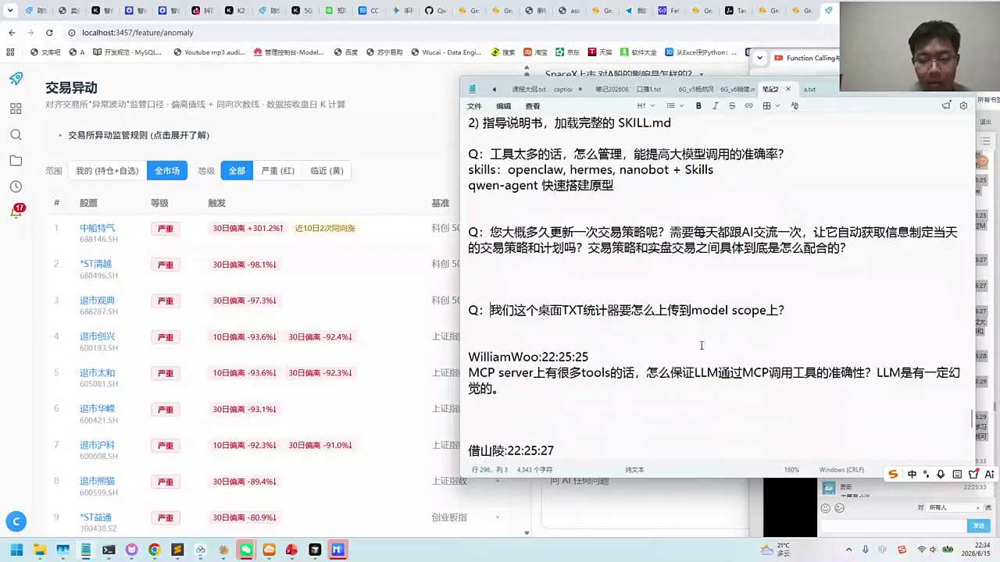 localhost:3457/feature/anomaly
文库吧
开发规范 · MySQL...
Youtube mp3 audi...
管理控制台-Model...
百度
苏宁易购
Wucai - Data Engi...
搜索
淘宝
京东
天猫
软件大全
从Excel到Python：...
Function Calling与
所有书签
交易异动
对齐交易所"异常波动"监管口径 · 偏离值线 + 同向次数线 · 数据按收盘日 K 计算
交易所异动监管规则 (点击展开了解)
范围 我的 (持仓+自选) 全市场 等级 全部 严重 (红) 临近 (黄)
# 股票 等级 触发 基准
1 中船特气 严重 30日偏离 +301.2%↑ 近10日2次同向涨 科创 50
688146.SH
2 *ST清越 严重 30日偏离 -98.1%↓ 科创 50
688496.SH
3 退市观典 严重 30日偏离 -97.3%↓ 科创 50
688287.SH
4 退市创兴 严重 10日偏离 -93.6%↓ 30日偏离 -92.4%↓ 上证指
600193.SH
5 退市太和 严重 10日偏离 -93.6%↓ 30日偏离 -92.3%↓ 上证指
605081.SH
6 退市华嵘 严重 30日偏离 -93.1%↓ 上证指
600421.SH
7 退市沪科 严重 10日偏离 -92.3%↓ 30日偏离 -91.0%↓ 上证指
600608.SH
8 退市熊猫 严重 30日偏离 -89.4%↓ 上证指数
600599.SH
9 *ST益通 严重 30日偏离 -80.9%↓ 创业板指
300430.SZ
17
C
SpaceX上市 对A股的影响是怎样的?
课程大纲.txt caption 笔记202606 口播1.txt 6G_v5杨然风 6G_v6精简.m 笔记2 a.txt
文件 编辑 查看 H1 B I S
2) 指导说明书，加载完整的 SKILL.md
Q：工具太多的话，怎么管理，能提高大模型调用的准确率？
skills：openclaw, hermes, nanobot + Skills
qwen-agent 快速搭建原型
Q：您大概多久更新一次交易策略呢？需要每天都跟AI交流一次，让它自动获取信息制定当天
的交易策略和计划吗？交易策略和实盘交易之间具体到底是怎么配合的？
Q：我们这个桌面TXT统计器要怎么上传到model scope上？
WilliamWoo:22:25:25
MCP server上有很多tools的话，怎么保证LLM通过MCP调用工具的准确性？LLM是有一定幻
觉的。
借山陵:22:25:27
行 296，列 3 4,343 个字符 纯文本 160% Windows (CRLF)
问 AI 任何问题
中
22:25:33
对 所有人
发送
21°C
多云
22:34
2026/6/15